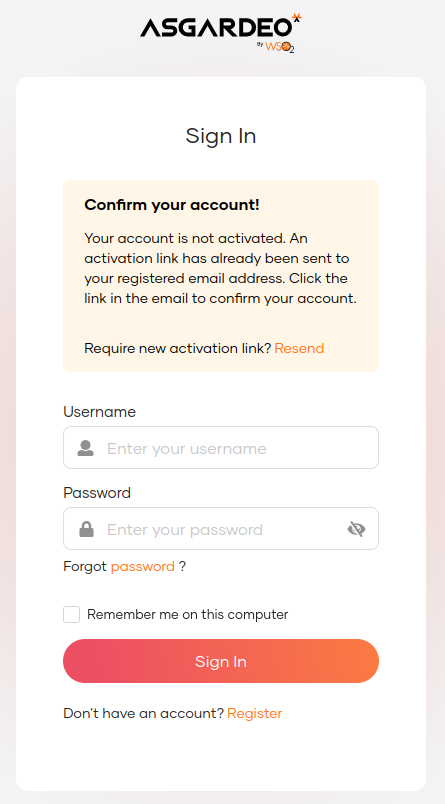 ASGARDEO
By WSO2
Sign In
Confirm your account!
Your account is not activated. An
activation link has already been sent to
your registered email address. Click the
link in the email to confirm your account.
Require new activation link? Resend
Username
Enter your username
Password
Enter your password
Forgot password ?
Remember me on this computer
Sign In
Don't have an account? Register